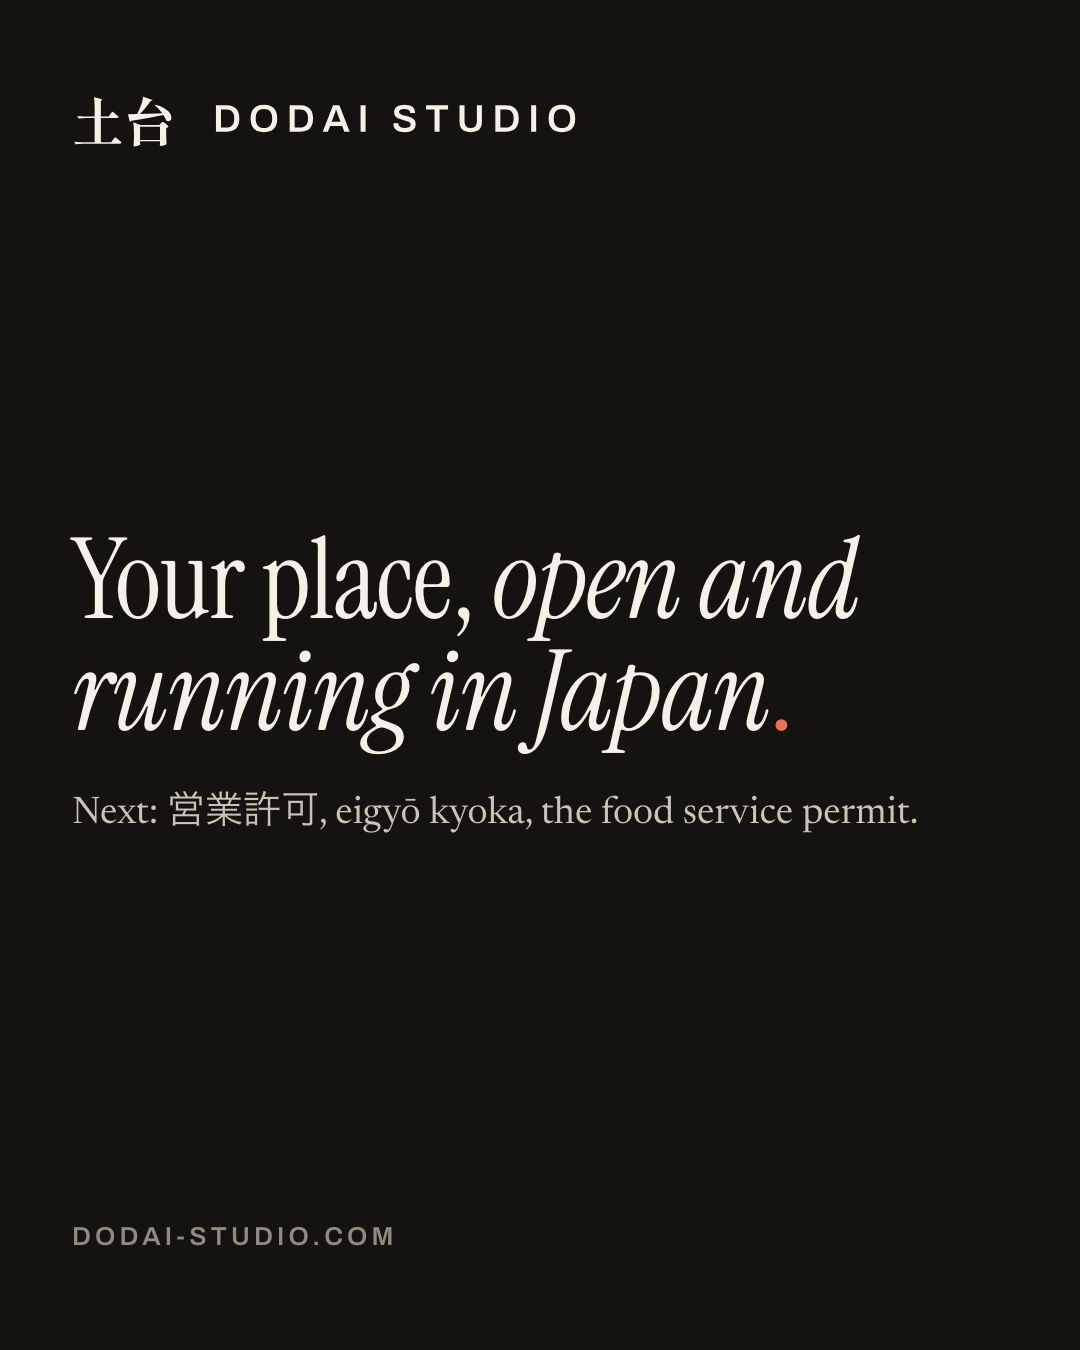 土台 DODAI STUDIO
Your place, open and
running in Japan.
Next: 営業許可, eigyō kyoka, the food service permit.
DODAI-STUDIO.COM